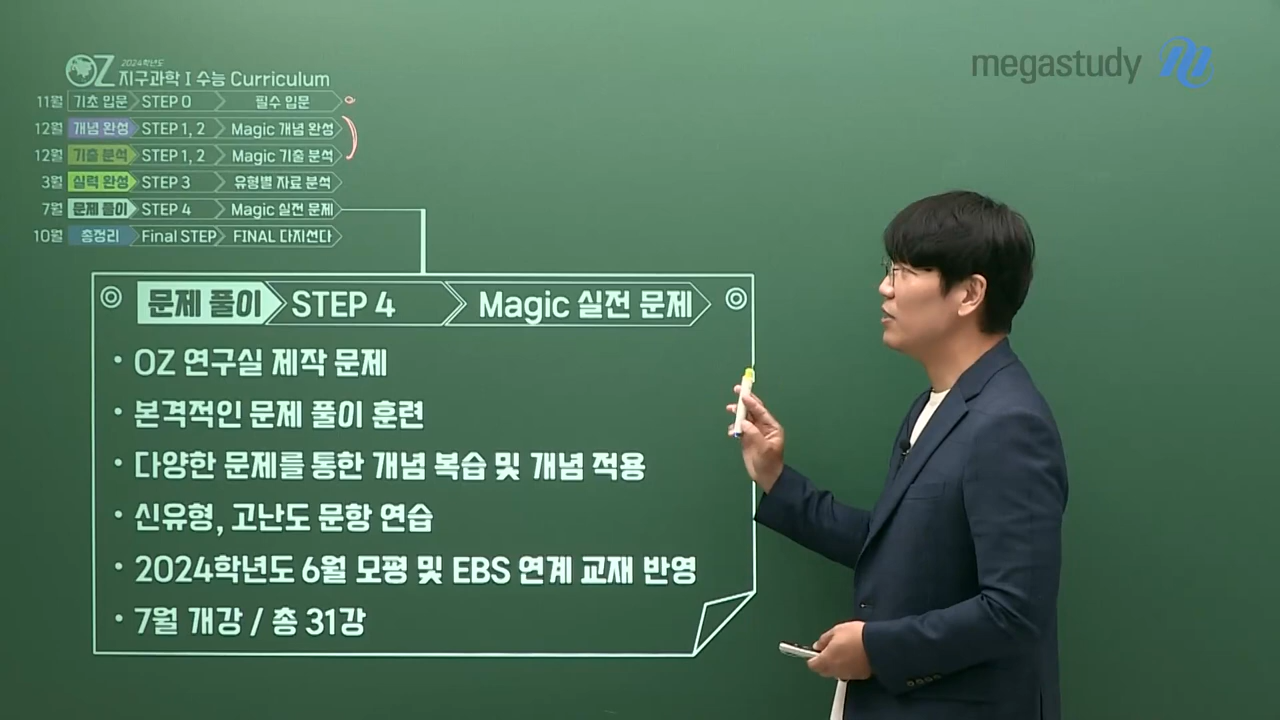 megastudy
OZ 2024학년도
지구과학 I 수능 Curriculum
11월 기초 입문 STEP 0 필수 입문
12월 개념 완성 STEP 1, 2 Magic 개념 완성
12월 기출 분석 STEP 1, 2 Magic 기출 분석
3월 실력 완성 STEP 3 유형별 자료 분석
7월 문제 풀이 STEP 4 Magic 실전 문제
10월 총정리 Final STEP FINAL 다지선다
문제 풀이 STEP 4 Magic 실전 문제
• OZ 연구실 제작 문제
• 본격적인 문제 풀이 훈련
• 다양한 문제를 통한 개념 복습 및 개념 적용
• 신유형, 고난도 문항 연습
• 2024학년도 6월 모평 및 EBS 연계 교재 반영
• 7월 개강 / 총 31강